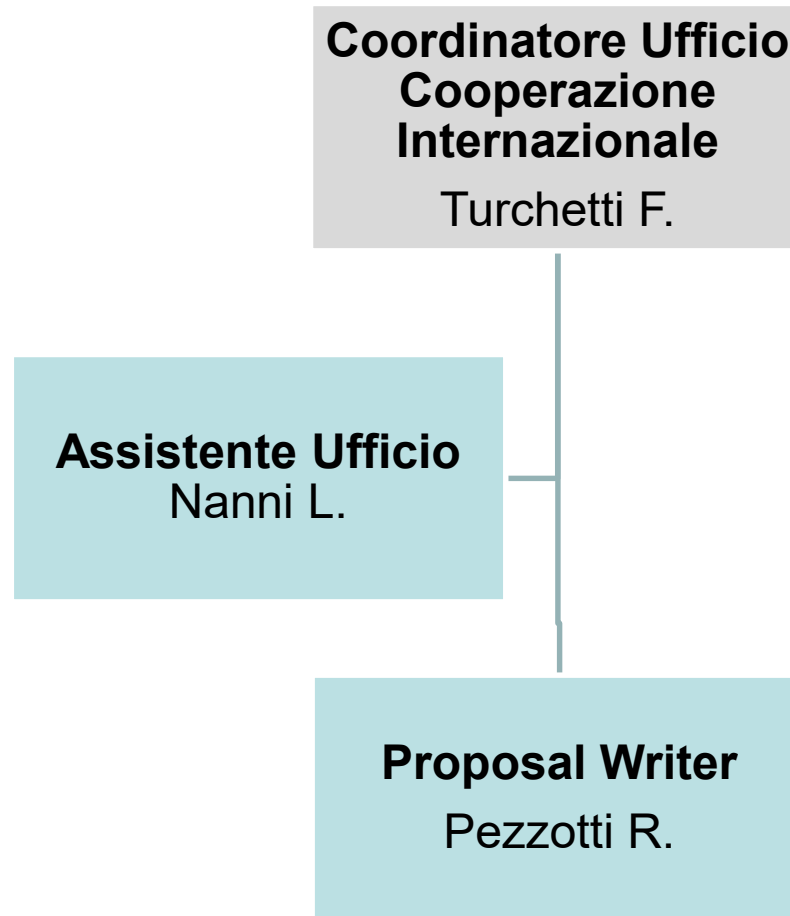 Coordinatore Ufficio
Cooperazione
Internazionale
Turchetti F.
Assistente Ufficio
Nanni L.
Proposal Writer
Pezzotti R.